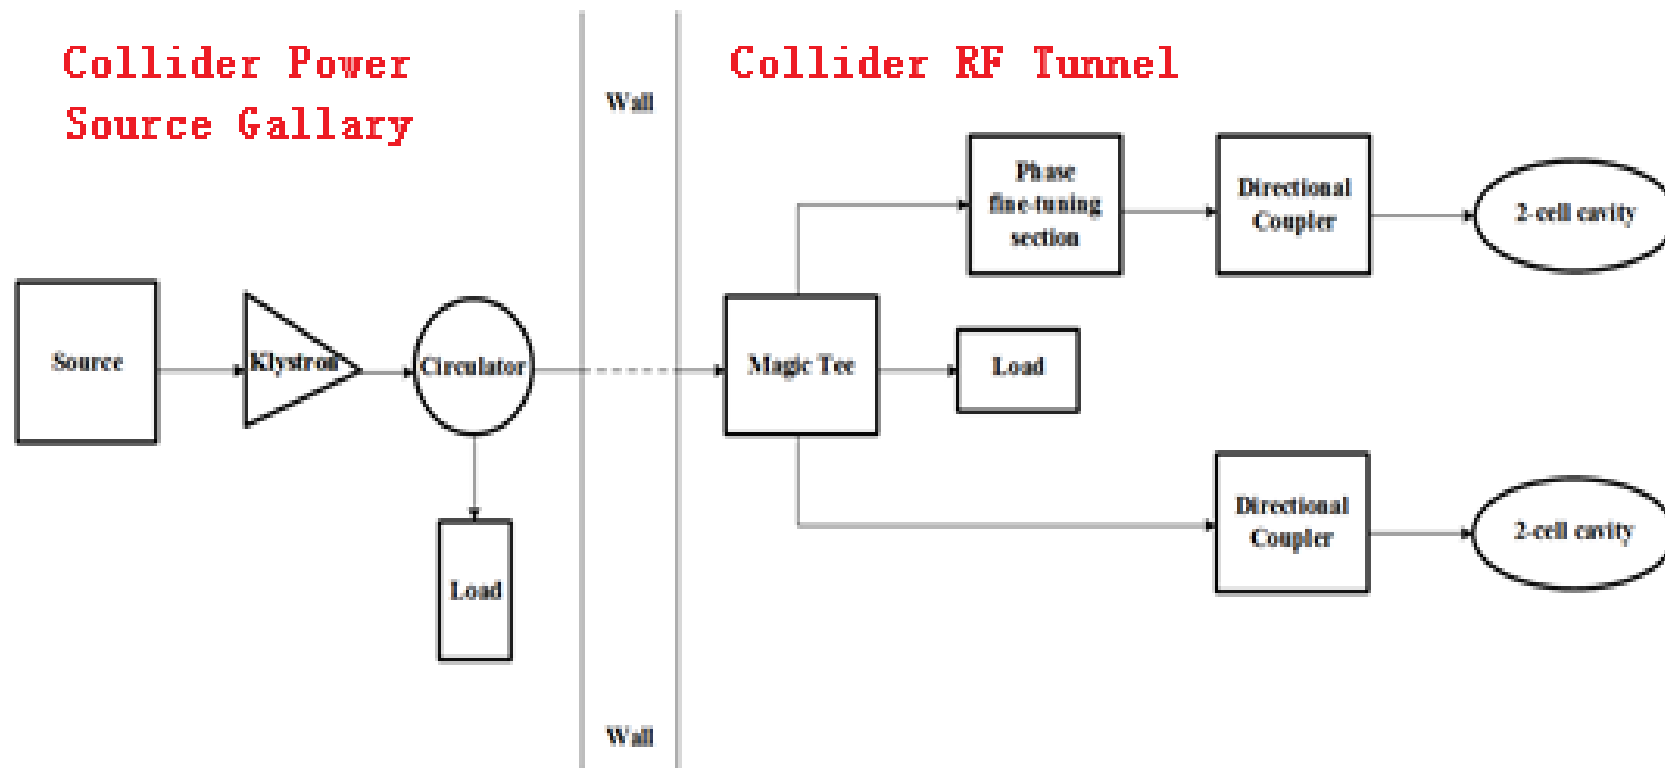 Collider Power
Source Gallary
Collider RF Tunnel
Wall
Phase
fine-tuning
section
Directional
Coupler
2-cell cavity
Source
Klystron
Circulator
Magic Tee
Load
Directional
Coupler
2-cell cavity
Load
Wall